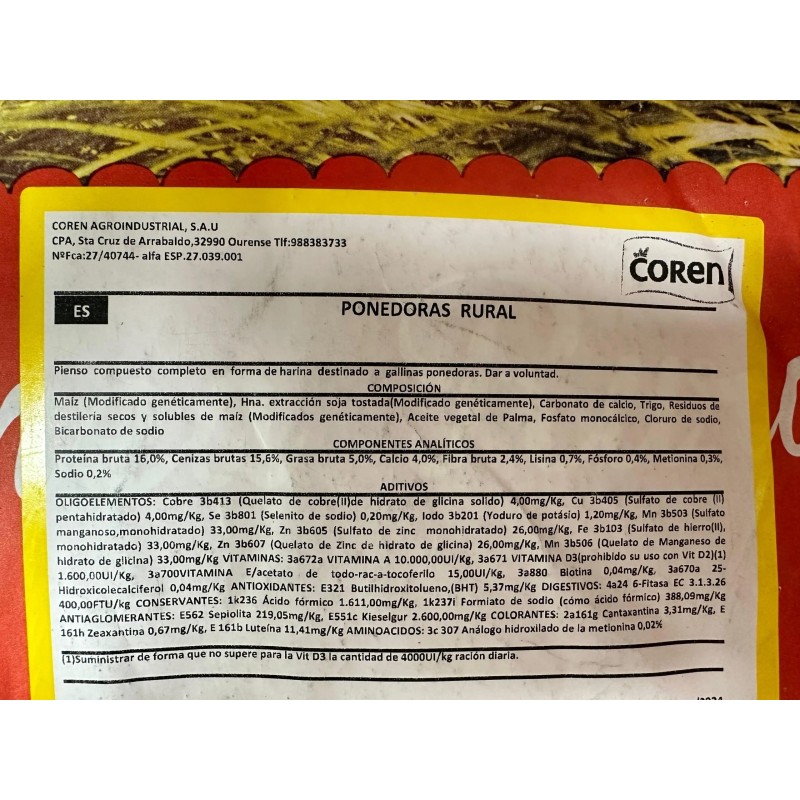 COREN AGROINDUSTRIAL, S.A.U
CPA, Sta Cruz de Arrabaldo,32990 Ourense Tlf:988383733
NºFca:27/40744- alfa ESP.27.039.001
COREN
ES
PONEDORAS RURAL
Pienso compuesto completo en forma de harina destinado a gallinas ponedoras. Dar a voluntad.
COMPOSICIÓN
Maíz (Modificado genéticamente), Hna. extracción soja tostada(Modificado genéticamente), Carbonato de calcio, Trigo, Residuos de
destilería secos y solubles de maíz (Modificados genéticamente), Aceite vegetal de Palma, Fosfato monocálcico, Cloruro de sodio,
Bicarbonato de sodio
COMPONENTES ANALÍTICOS
Proteína bruta 16,0%, Cenizas brutas 15,6%, Grasa bruta 5,0%, Calcio 4,0%, Fibra bruta 2,4%, Lisina 0,7%, Fósforo 0,4%, Metionina 0,3%,
Sodio 0,2%
ADITIVOS
OLIGOELEMENTOS: Cobre 3b413 (Quelato de cobre(II)de hidrato de glicina solido) 4,00mg/Kg, Cu 3b405 (Sulfato de cobre (II)
pentahidratado) 4,00mg/Kg, Se 3b801 (Selenito de sodio) 0,20mg/Kg, Iodo 3b201 (Yoduro de potásio) 1,20mg/Kg, Mn 3b503 (Sulfato
manganoso,monohidratado) 33,00mg/Kg, Zn 3b605 (Sulfato de zinc monohidratado) 26,00mg/Kg, Fe 3b103 (Sulfato de hierro(II),
monohidratado) 33,00mg/Kg, Zn 3b607 (Quelato de Zinc de hidrato de glicina) 26,00mg/Kg, Mn 3b506 (Quelato de Manganeso de
hidrato de glicina) 33,00mg/Kg VITAMINAS: 3a672a VITAMINA A 10.000,00UI/Kg, 3a671 VITAMINA D3(prohibido su uso con Vit D2)(1)
1.600,00UI/Kg, 3a700VITAMINA E/acetato de todo-rac-a-tocoferilo 15,00UI/Kg, 3a880 Biotina 0,04mg/Kg, 3a670a 25-
Hidroxicolecalciferol 0,04mg/Kg ANTIOXIDANTES: E321 Butilhidroxitolueno,(BHT) 5,37mg/Kg DIGESTIVOS: 4a24 6-Fitasa EC 3.1.3.26
400,00FTU/kg CONSERVANTES: 1k236 Ácido fórmico 1.611,00mg/Kg, 1k237i Formiato de sodio (cómo ácido fórmico) 388,09mg/Kg
ANTIAGLOMERANTES: E562 Sepiolita 219,05mg/Kg, E551c Kieselgur 2.600,00mg/Kg COLORANTES: 2a161g Cantaxantina 3,31mg/Kg, E
161h Zeaxantina 0,67mg/Kg, E 161b Luteína 11,41mg/Kg AMINOACIDOS: 3c 307 Análogo hidroxilado de la metionina 0,02%
(1)Suministrar de forma que no supere para la Vit D3 la cantidad de 4000UI/kg ración diaria.